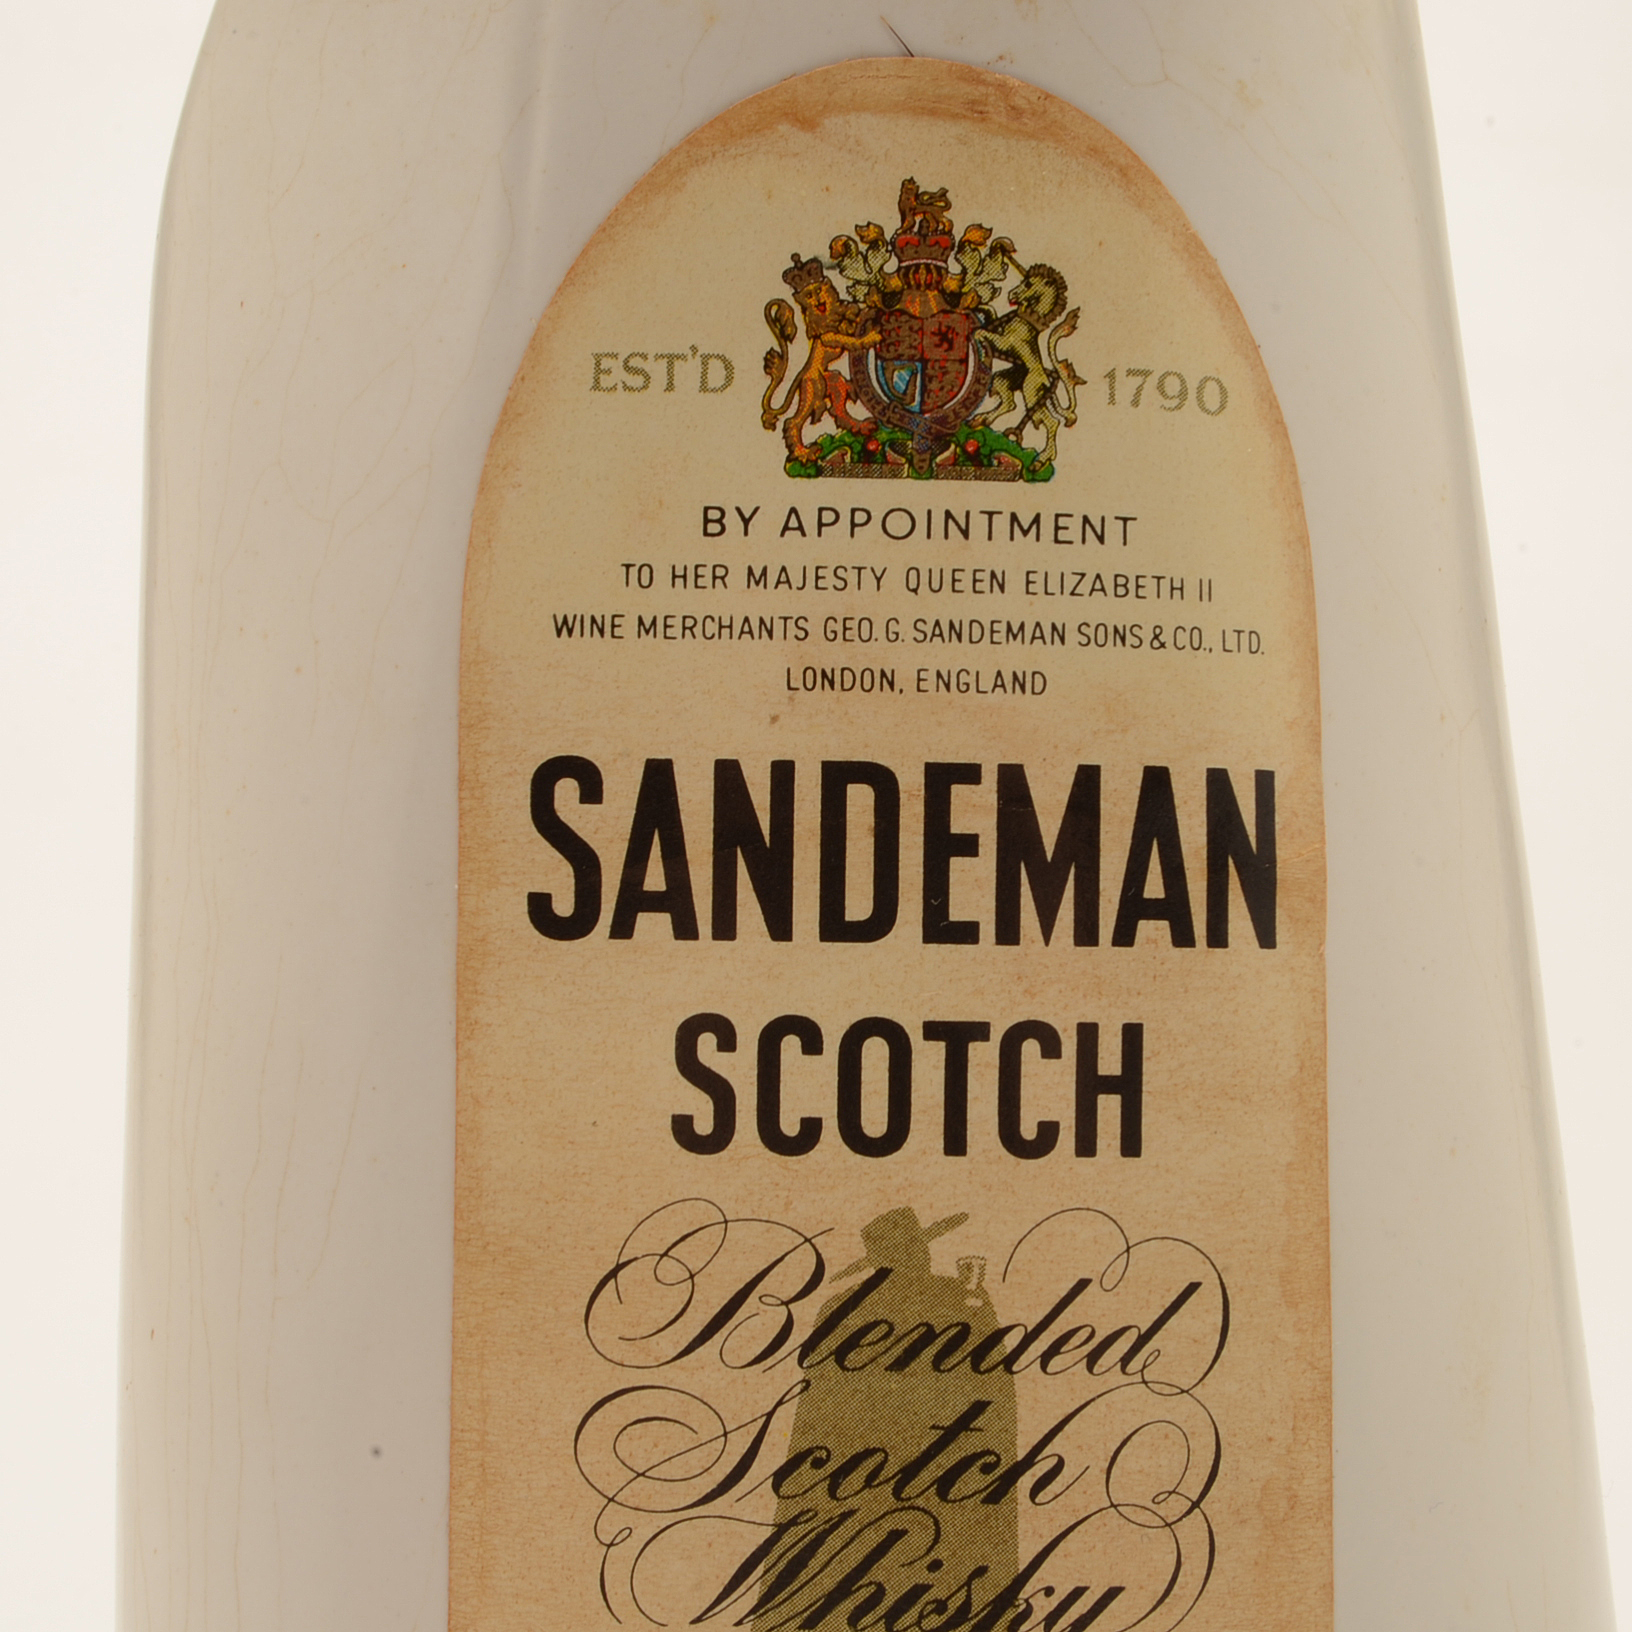 EST'D 1790
BY APPOINTMENT
TO HER MAJESTY QUEEN ELIZABETH II
WINE MERCHANTS GEO. G. SANDEMAN SONS & CO., LTD.
LONDON, ENGLAND
SANDEMAN
SCOTCH
Blended
Scotch
Whisky